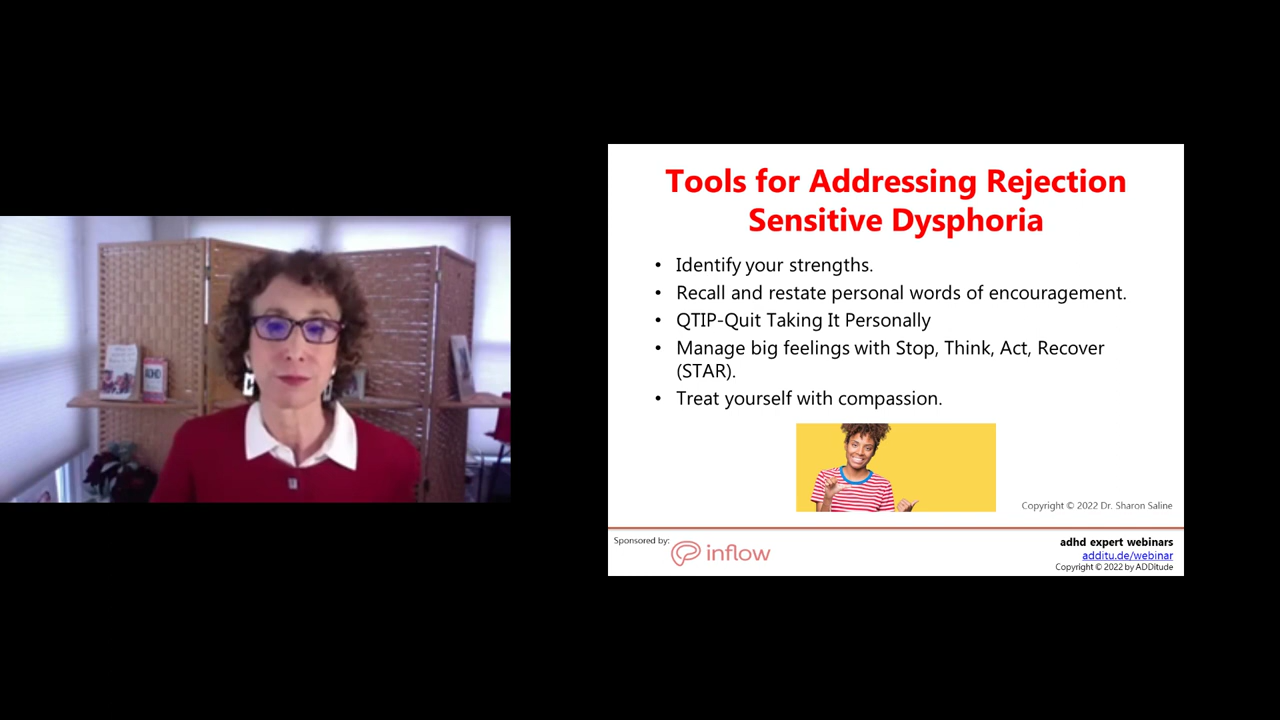 ADHD
Tools for Addressing Rejection
Sensitive Dysphoria
• Identify your strengths.
• Recall and restate personal words of encouragement.
• QTIP-Quit Taking It Personally
• Manage big feelings with Stop, Think, Act, Recover
(STAR).
• Treat yourself with compassion.
Copyright © 2022 Dr. Sharon Saline
Sponsored by:
inflow
adhd expert webinars
additu.de/webinar
Copyright © 2022 by ADDitude